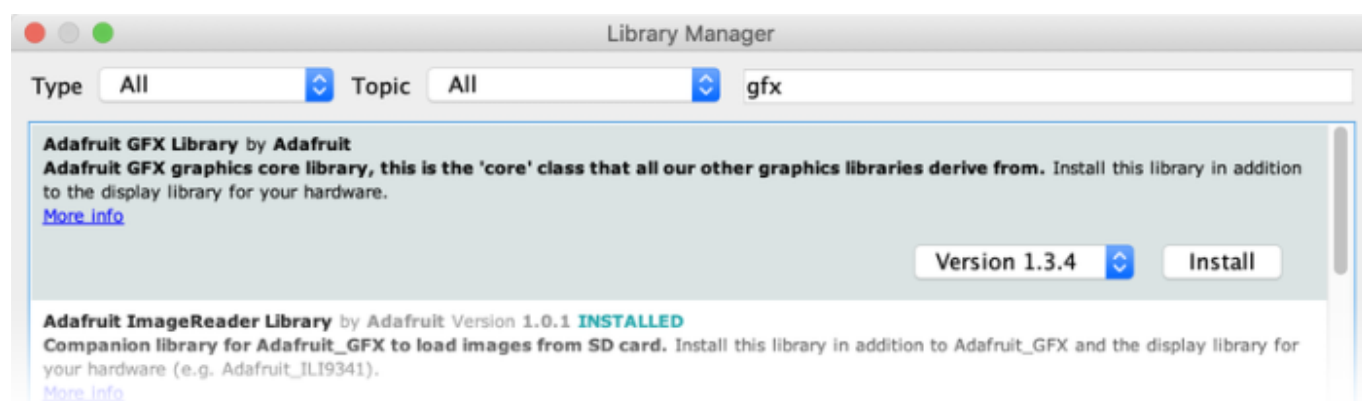 Library Manager
Type All Topic All gfx
Adafruit GFX Library by Adafruit
Adafruit GFX graphics core library, this is the 'core' class that all our other graphics libraries derive from. Install this library in addition
to the display library for your hardware.
More info
Version 1.3.4 Install
Adafruit ImageReader Library by Adafruit Version 1.0.1 INSTALLED
Companion library for Adafruit_GFX to load images from SD card. Install this library in addition to Adafruit_GFX and the display library for
your hardware (e.g. Adafruit_ILI9341).
More info